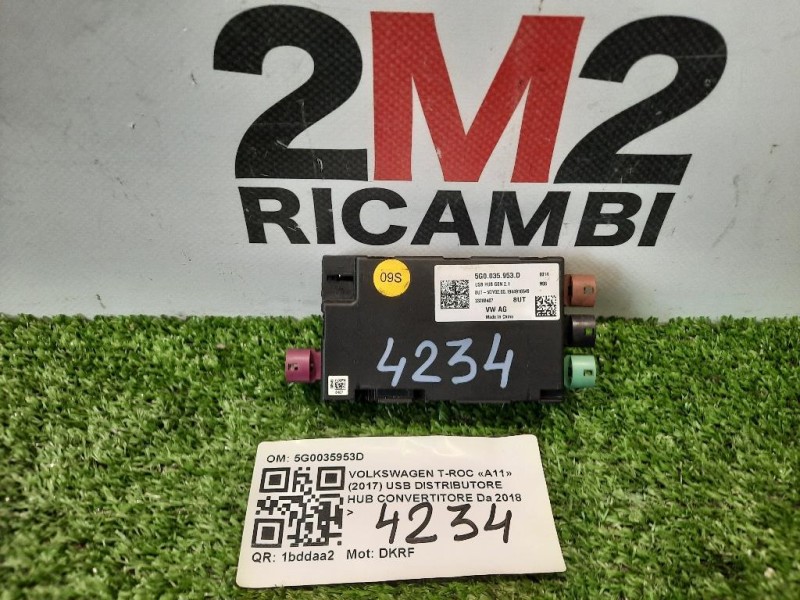 2M2
RICAMBI
09S
5G0.035.953.D
USB HUB GEN 2.1
8UT
VW AG
Made in China
4234
OM: 5G0035953D
VOLKSWAGEN T-ROC «A11»
(2017) USB DISTRIBUTORE
HUB CONVERTITORE Da 2018
>
4234
QR: 1bddaa2 Mot: DKRF